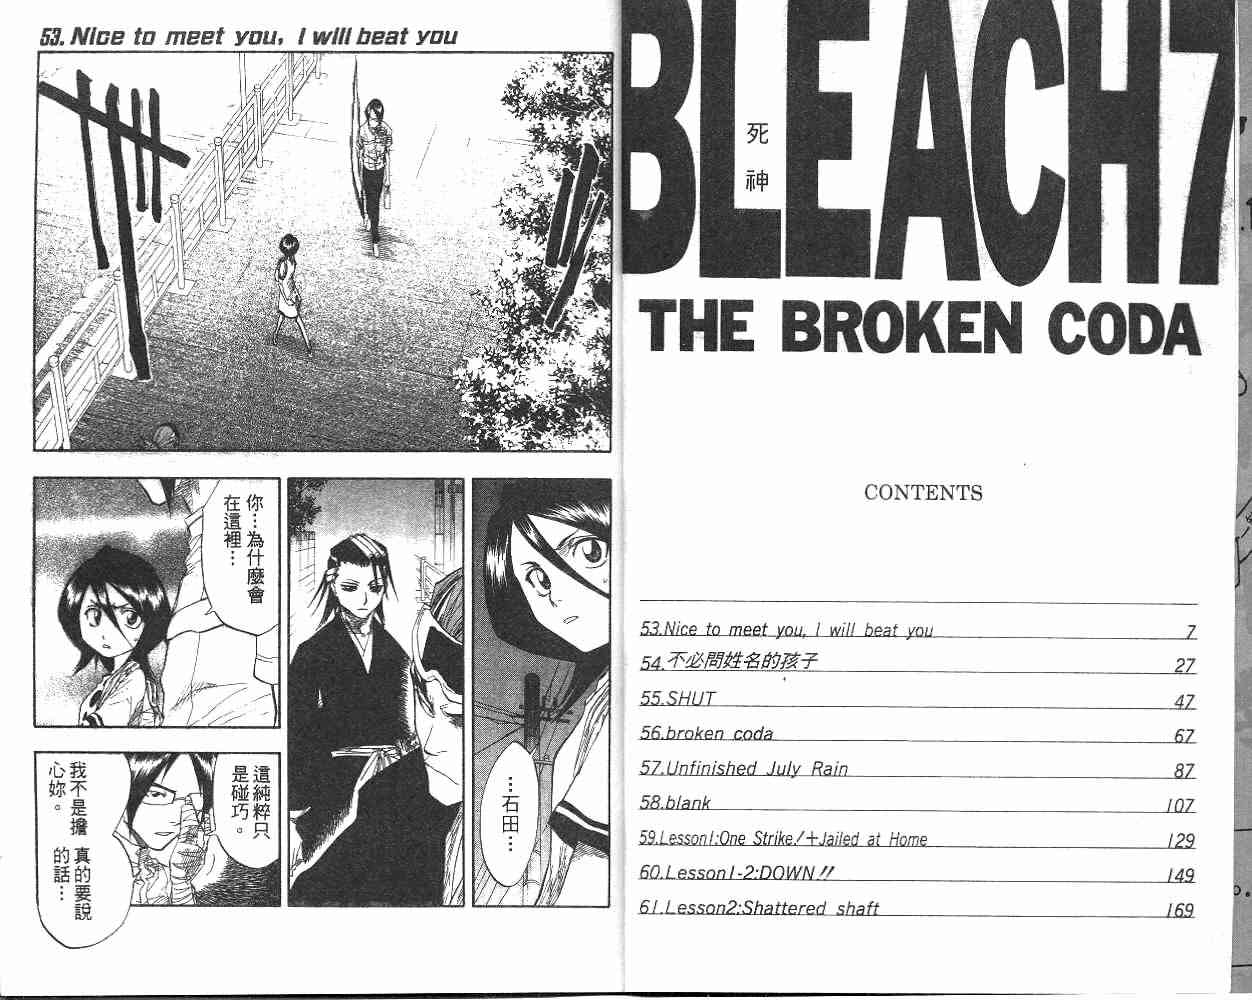 BLEACH 7
死
神
THE BROKEN CODA
CONTENTS
53.Nice to meet you, I will beat you 7
54.不必問姓名的孩子 27
55.SHUT 47
56.broken coda 67
57.Unfinished July Rain 87
58.blank 107
59.Lesson1:One Strike!+Jailed at Home 129
60.Lesson1-2:DOWN!! 149
61.Lesson2:Shattered shaft 169
53. Nice to meet you, I will beat you
…石田…
你…為什麼會
在這裡…
這純粹只
是碰巧。
真的要說
的話…
我不是擔
心妳。